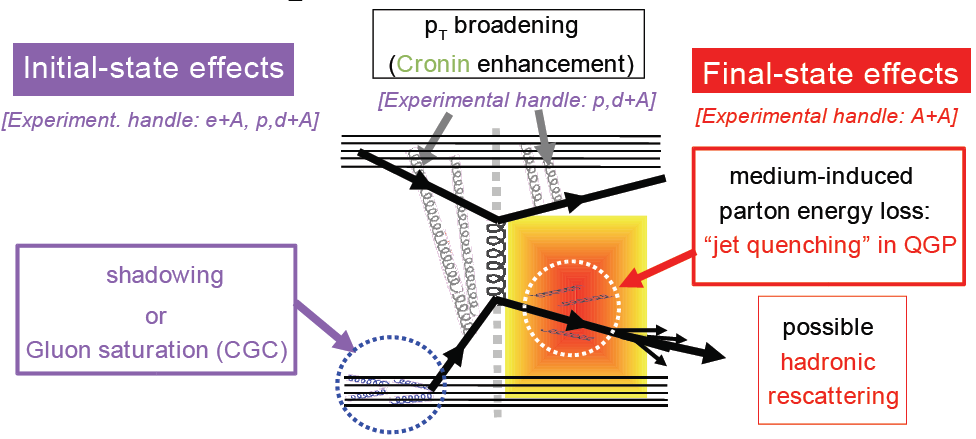 Initial-state effects
[Experiment. handle: e+A, p,d+A]
pT broadening
(Cronin enhancement)
[Experimental handle: p,d+A]
Final-state effects
[Experimental handle: A+A]
medium-induced
parton energy loss:
“jet quenching” in QGP
shadowing
or
Gluon saturation (CGC)
possible
hadronic
rescattering